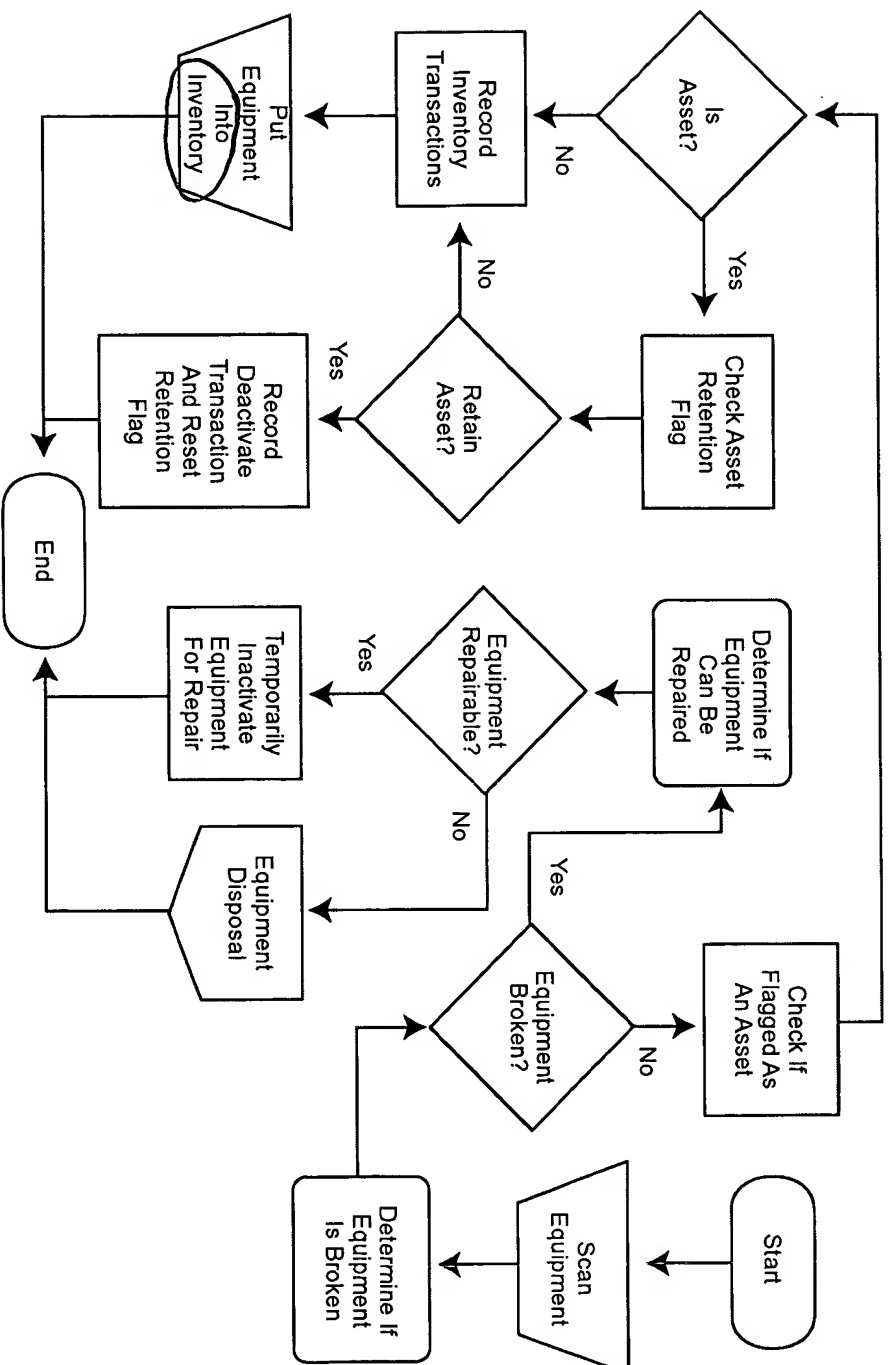 Start
Scan
Equipment
Determine If
Equipment
Is Broken
Equipment
Broken?
No
Yes
Check If
Flagged As
An Asset
Determine If
Equipment
Can Be
Repaired
Equipment
Repairable?
No
Yes
Equipment
Disposal
Temporarily
Inactivate
Equipment
For Repair
Is
Asset?
Yes
No
Check Asset
Retention
Flag
Retain
Asset?
No
Yes
Record
Inventory
Transactions
Record
Deactivate
Transaction
And Reset
Retention
Flag
Put
Equipment
Into
Inventory
End